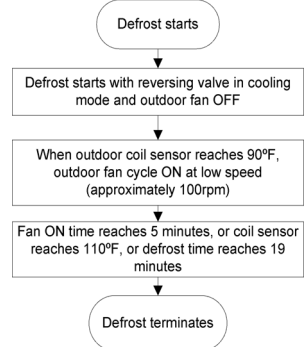 Defrost starts
Defrost starts with reversing valve in cooling
mode and outdoor fan OFF
When outdoor coil sensor reaches 90ºF,
outdoor fan cycle ON at low speed
(approximately 100rpm)
Fan ON time reaches 5 minutes, or coil sensor
reaches 110ºF, or defrost time reaches 19
minutes
Defrost terminates